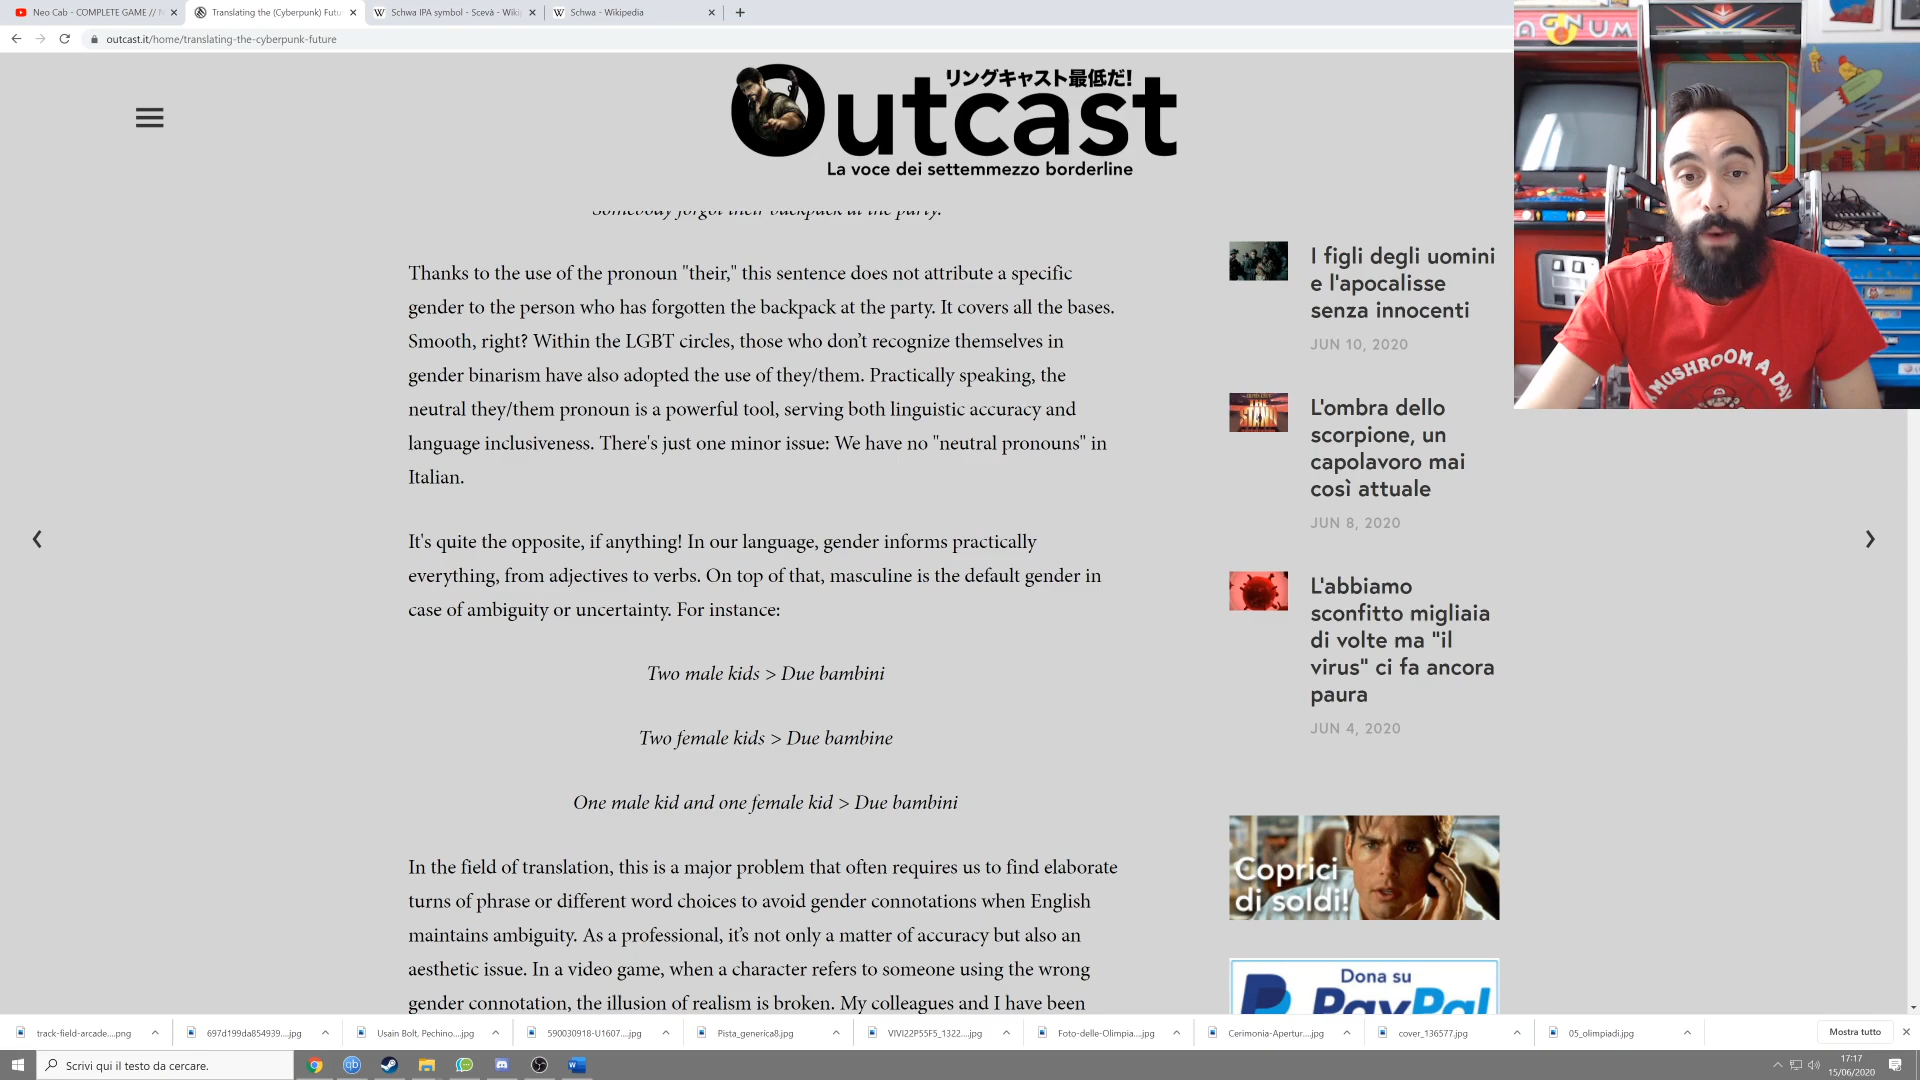 Neo Cab - COMPLETE GAME //
Translating the (Cyberpunk) Futu
Schwa IPA symbol - Scevà - Wiki
Schwa - Wikipedia
outcast.it/home/translating-the-cyberpunk-future
リングキャスト最低だ!
Outcast
La voce dei settemmezzo borderline
Somebody forgot their backpack at the party.
Thanks to the use of the pronoun "their," this sentence does not attribute a specific
gender to the person who has forgotten the backpack at the party. It covers all the bases.
Smooth, right? Within the LGBT circles, those who don’t recognize themselves in
gender binarism have also adopted the use of they/them. Practically speaking, the
neutral they/them pronoun is a powerful tool, serving both linguistic accuracy and
language inclusiveness. There's just one minor issue: We have no "neutral pronouns" in
Italian.
It's quite the opposite, if anything! In our language, gender informs practically
everything, from adjectives to verbs. On top of that, masculine is the default gender in
case of ambiguity or uncertainty. For instance:
Two male kids > Due bambini
Two female kids > Due bambine
One male kid and one female kid > Due bambini
In the field of translation, this is a major problem that often requires us to find elaborate
turns of phrase or different word choices to avoid gender connotations when English
maintains ambiguity. As a professional, it’s not only a matter of accuracy but also an
aesthetic issue. In a video game, when a character refers to someone using the wrong
gender connotation, the illusion of realism is broken. My colleagues and I have been
I figli degli uomini
e l'apocalisse
senza innocenti
JUN 10, 2020
L'ombra dello
scorpione, un
capolavoro mai
così attuale
JUN 8, 2020
L'abbiamo
sconfitto migliaia
di volte ma "il
virus" ci fa ancora
paura
JUN 4, 2020
Coprici
di soldi!
Dona su
PayPal
AGNUM
MUSHROOM A DAY
track-field-arcade....png
697d199da854939....jpg
Usain Bolt, Pechino....jpg
590030918-U1607....jpg
Pista_generica8.jpg
VIVI22P55F5_1322....jpg
Foto-delle-Olimpia....jpg
Cerimonia-Apertur....jpg
cover_136577.jpg
05_olimpiadi.jpg
Mostra tutto
Scrivi qui il testo da cercare.
17:17
15/06/2020